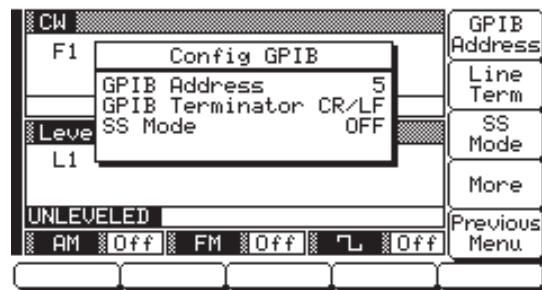 CW
F1
Config GPIB
GPIB Address 5
GPIB Terminator CR/LF
SS Mode OFF
Leve
L1
UNLEVELED
AM Off FM Off Off
GPIB
Address
Line
Term
SS
Mode
More
Previous
Menu